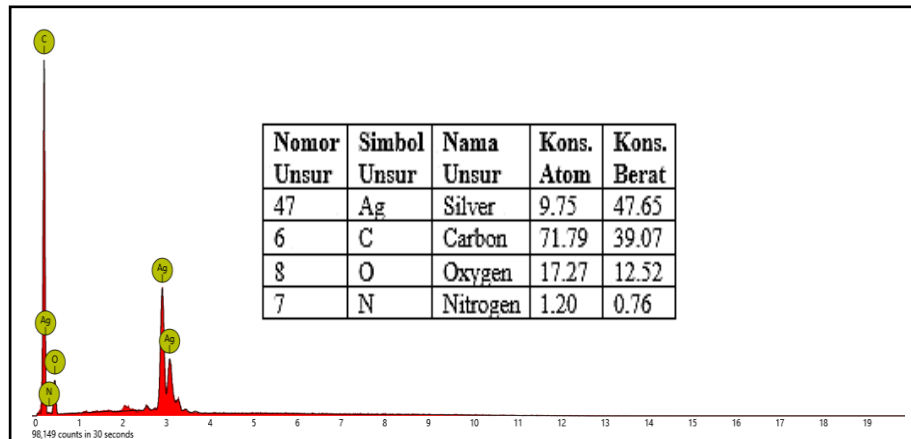 C
Ag
Ag
Ag
O
N
Nomor Unsur Simbol Unsur Nama Unsur Kons. Atom Kons. Berat
47 Ag Silver 9.75 47.65
6 C Carbon 71.79 39.07
8 O Oxygen 17.27 12.52
7 N Nitrogen 1.20 0.76
0 1 2 3 4 5 6 7 8 9 10 11 12 13 14 15 16 17 18 19
98,149 counts in 30 seconds